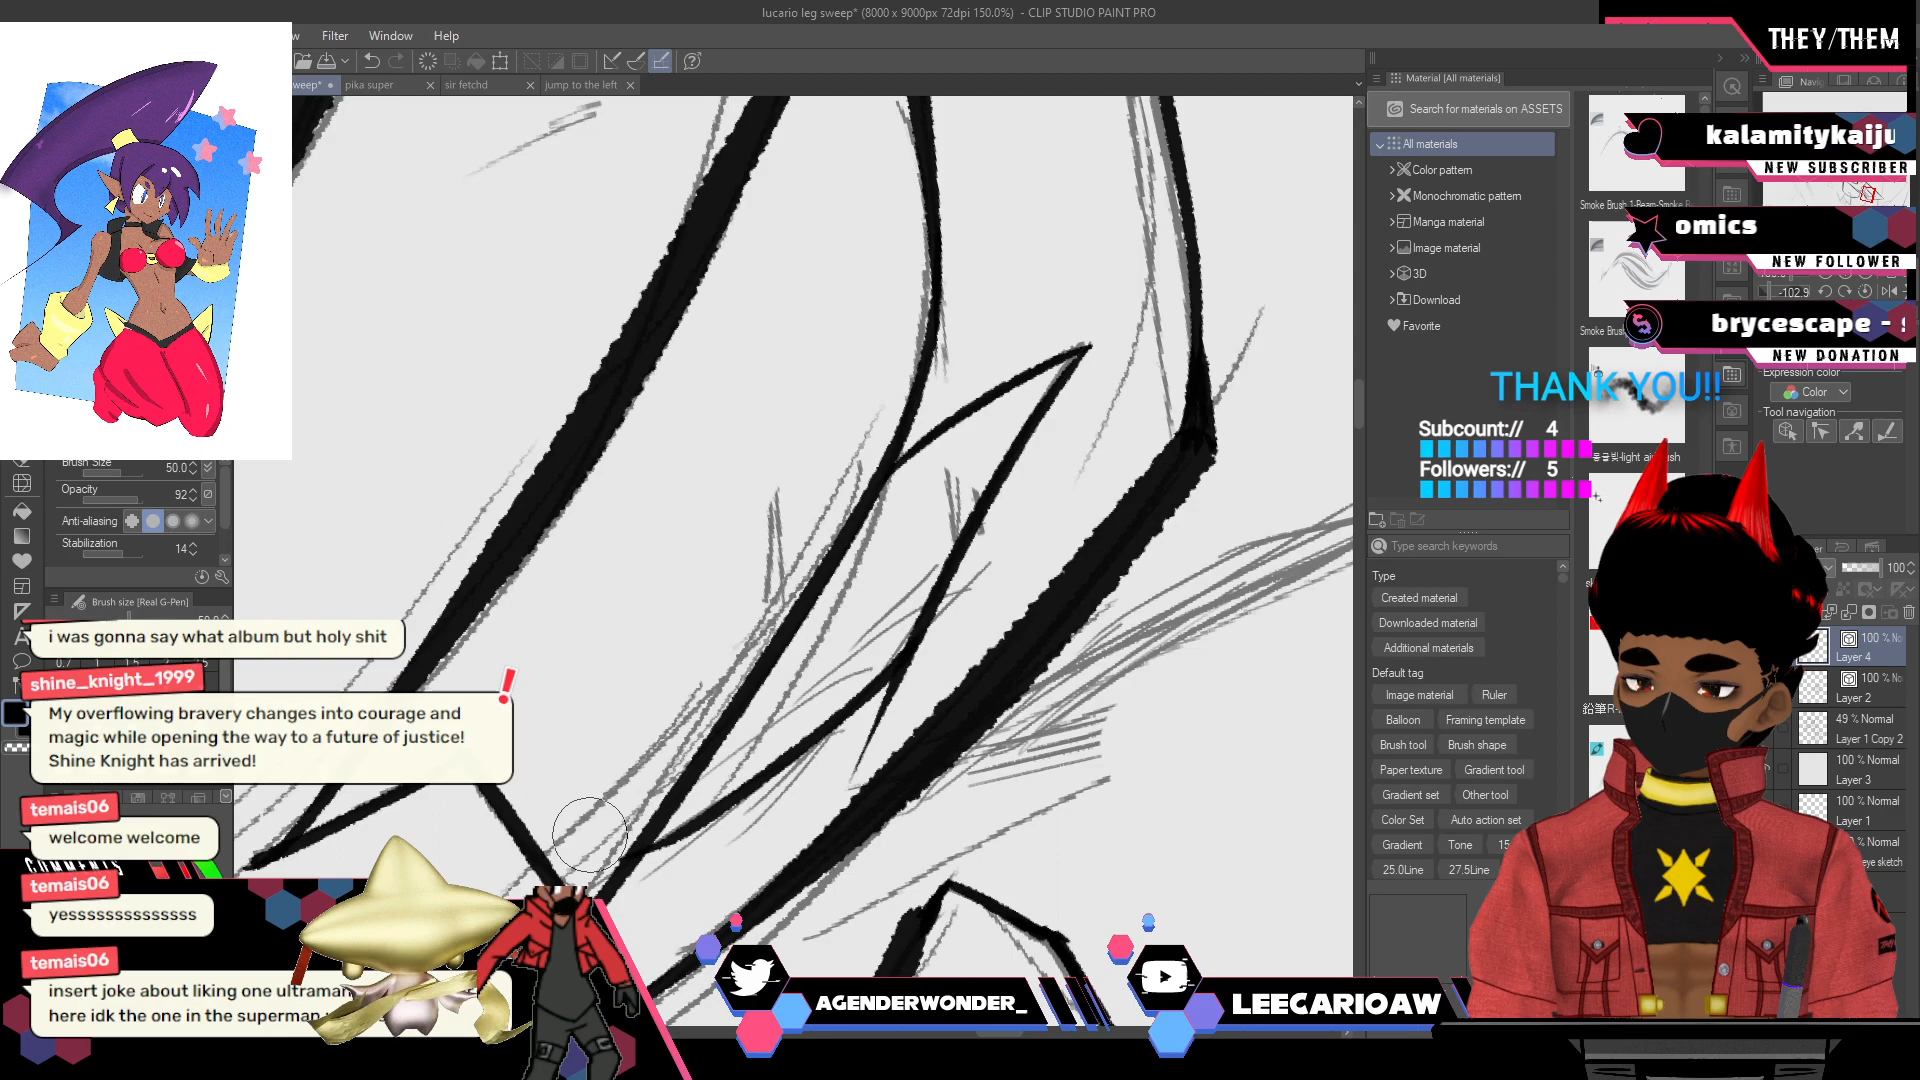 lucario leg sweep* (8000 x 9000px 72dpi 150.0%) - CLIP STUDIO PAINT PRO
Filter
Window
Help
pika super
sir fetchd
jump to the left
Material [All materials]
Search for materials on ASSETS
All materials
Color pattern
Monochromatic pattern
Manga material
Image material
3D
Download
Favorite
Type search keywords
Type
Created material
Downloaded material
Additional materials
Default tag
Image material
Ruler
Balloon
Framing template
Brush tool
Brush shape
Paper texture
Gradient tool
Gradient set
Other tool
Color Set
Auto action set
Gradient
Tone
25.0Line
27.5Line
THEY/THEM
kalamitykaiju
NEW SUBSCRIBER
omics
NEW FOLLOWER
-102.9
brycescape -
NEW DONATION
Expression color
Color
Tool navigation
THANK YOU!!
Subcount:// 4
Followers:// 5
100
Layer 4
Layer 2
49 % Normal
Layer 1 Copy 2
100 % Normal
Layer 3
100 % Normal
Layer 1
eye sketch
Brush Size 50.0
Opacity 92
Anti-aliasing
Stabilization 14
Brush size [Real G-Pen]
i was gonna say what album but holy shit
shine_knight_1999
My overflowing bravery changes into courage and
magic while opening the way to a future of justice!
Shine Knight has arrived!
temais06
welcome welcome
temais06
yessssssssssssss
temais06
insert joke about liking one ultraman
here idk the one in the superman
AGENDERWONDER_
LEECARIOAW